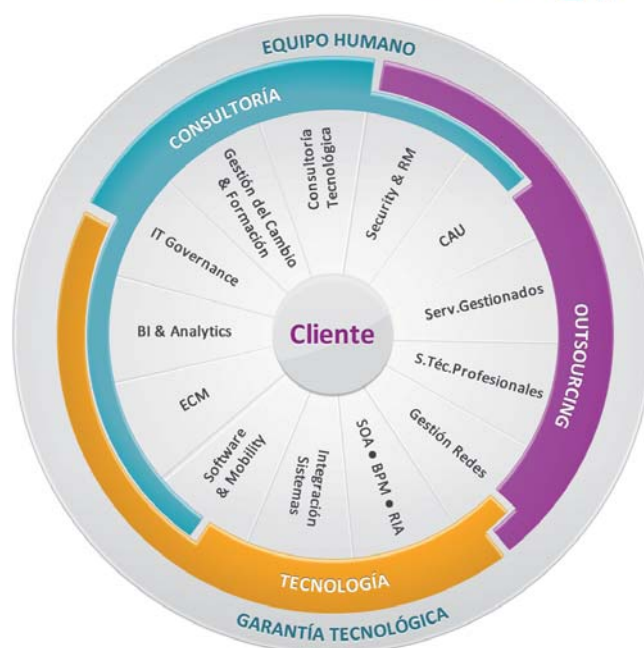 EQUIPO HUMANO
CONSULTORÍA
OUTSOURCING
TECNOLOGÍA
GARANTÍA TECNOLÓGICA
Cliente
Consultoría
Tecnológica
Security & RM
CAU
Serv.Gestionados
S.Téc.Profesionales
Gestión Redes
SOA ● BPM ● RIA
Integración
Sistemas
Software
& Mobility
ECM
BI & Analytics
IT Governance
Gestión del Cambio
& Formación